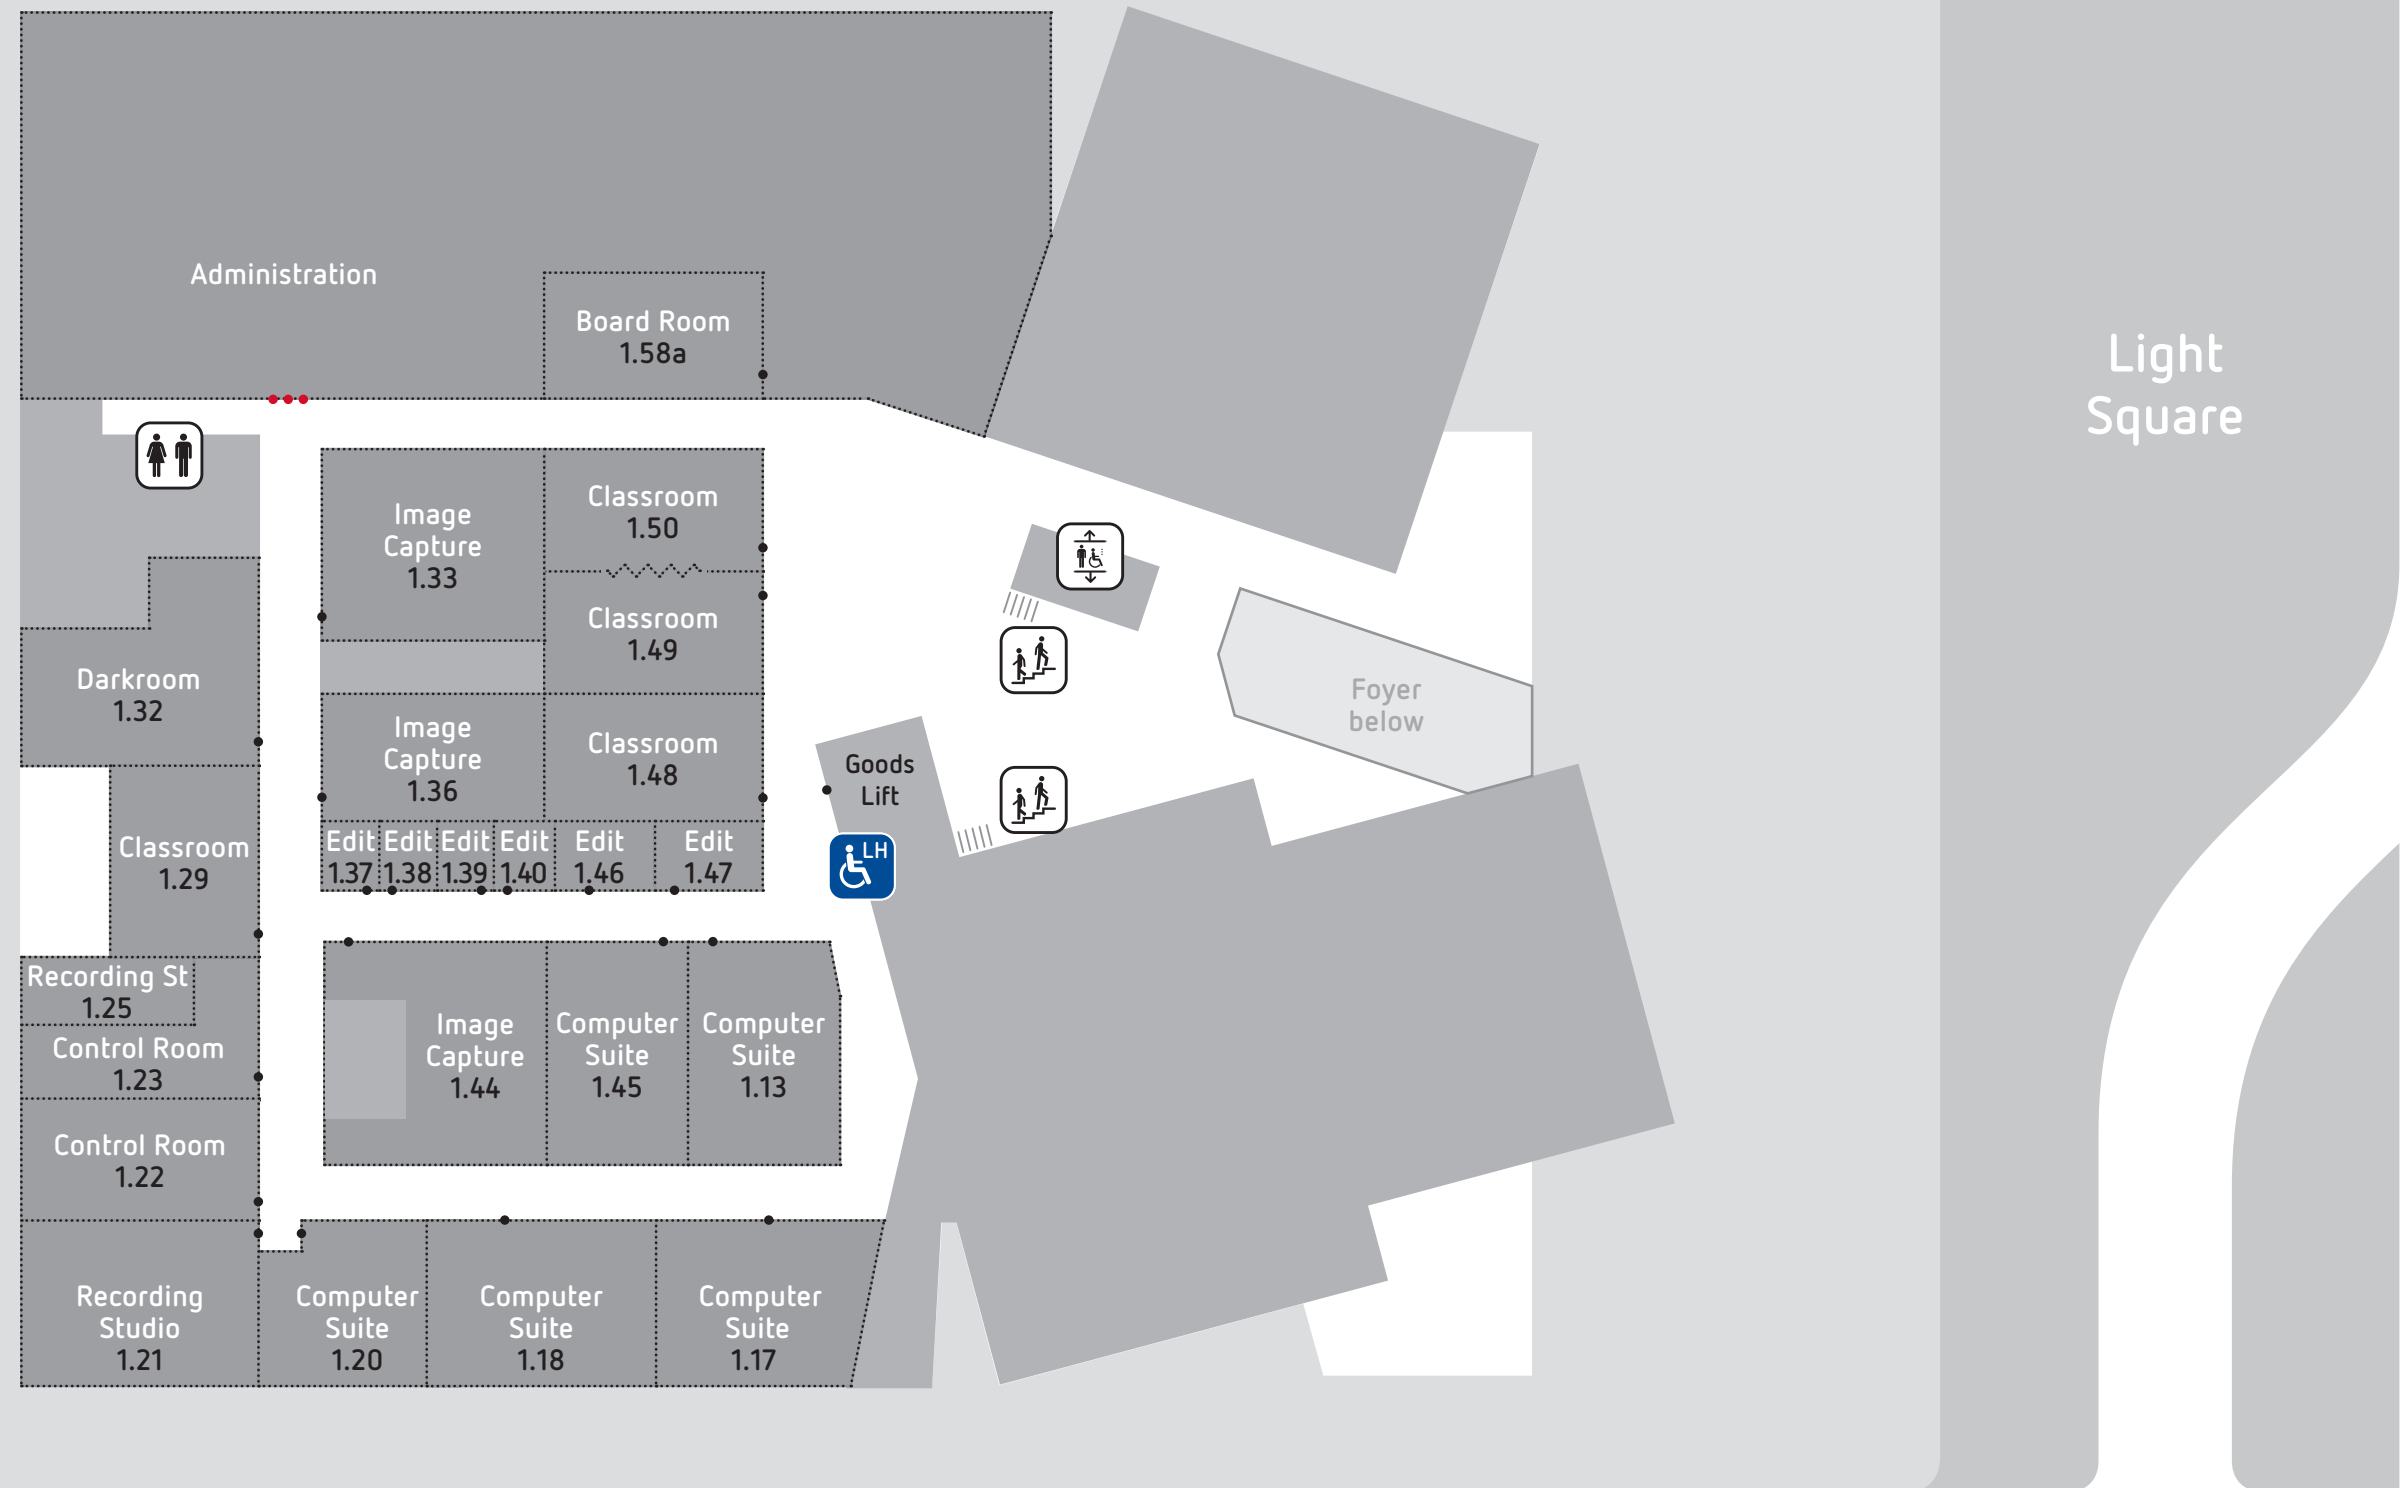 Administration
Board Room
1.58a
Light
Square
Image
Capture
1.33
Classroom
1.50
Classroom
1.49
Darkroom
1.32
Image
Capture
1.36
Classroom
1.48
Foyer
below
Goods
Lift
Edit
1.37
Edit
1.38
Edit
1.39
Edit
1.40
Edit
1.46
Edit
1.47
LH
Classroom
1.29
Recording St
1.25
Control Room
1.23
Image
Capture
1.44
Computer
Suite
1.45
Computer
Suite
1.13
Control Room
1.22
Recording
Studio
1.21
Computer
Suite
1.20
Computer
Suite
1.18
Computer
Suite
1.17